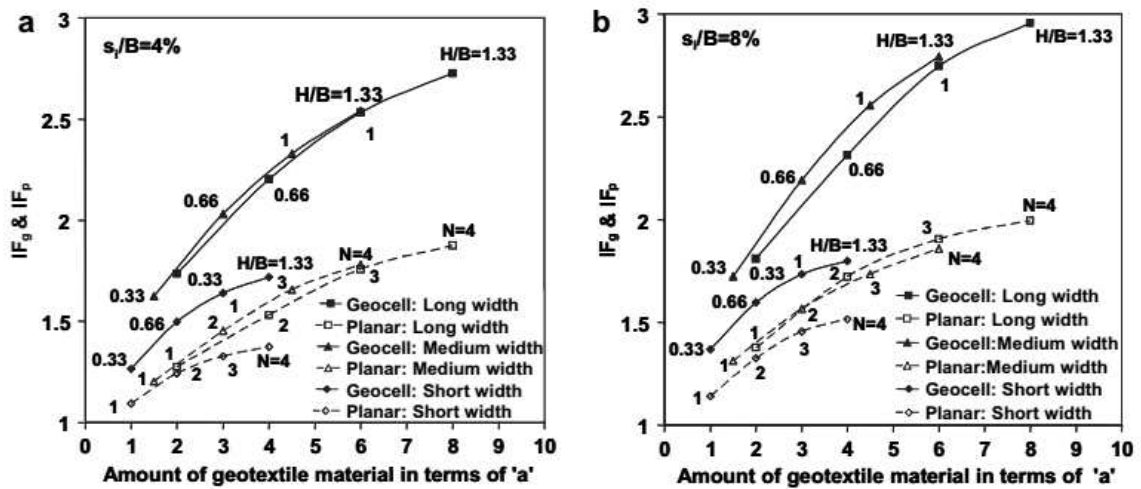 a
s_i/B=4%
IF_g & IF_p
3
2.5
2
1.5
1
H/B=1.33
H/B=1.33
1
1
0.66
0.66
0.33
0.33
H/B=1.33
1
0.66
0.33
N=4
N=4
3
3
2
2
1
1
N=4
3
2
1
Geocell: Long width
Planar: Long width
Geocell: Medium width
Planar: Medium width
Geocell: Short width
Planar: Short width
0 1 2 3 4 5 6 7 8 9 10
Amount of geotextile material in terms of 'a'
b
s_i/B=8%
IF_g & IF_p
3
2.5
2
1.5
1
H/B=1.33
H/B=1.33
1
1
0.66
0.66
0.33
0.33
H/B=1.33
1
0.66
0.33
N=4
3
N=4
2
3
2
1
1
N=4
3
2
1
Geocell: Long width
Planar: Long width
Geocell:Medium width
Planar:Medium width
Geocell: Short width
Planar: Short width
0 1 2 3 4 5 6 7 8 9 10
Amount of geotextile material in terms of 'a'